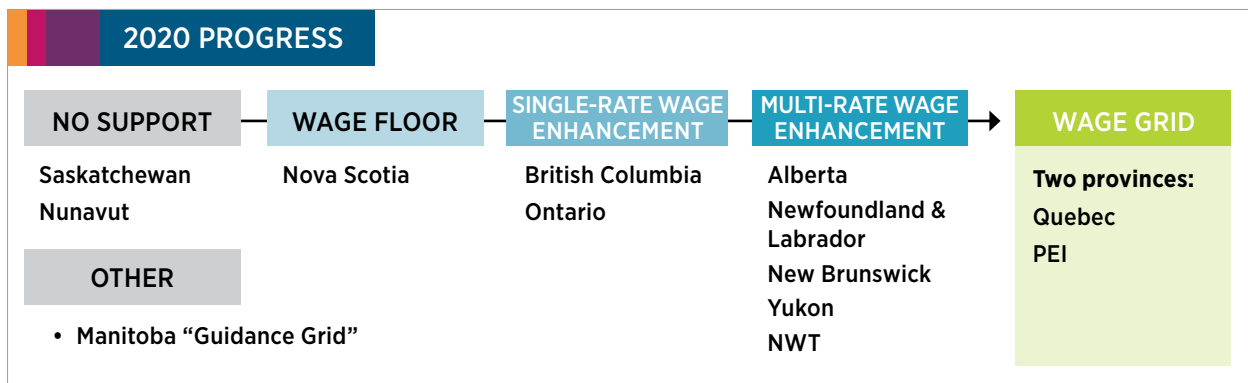 2020 PROGRESS
NO SUPPORT
Saskatchewan
Nunavut
OTHER
• Manitoba “Guidance Grid”
WAGE FLOOR
Nova Scotia
SINGLE-RATE WAGE
ENHANCEMENT
British Columbia
Ontario
MULTI-RATE WAGE
ENHANCEMENT
Alberta
Newfoundland &
Labrador
New Brunswick
Yukon
NWT
WAGE GRID
Two provinces:
Quebec
PEI